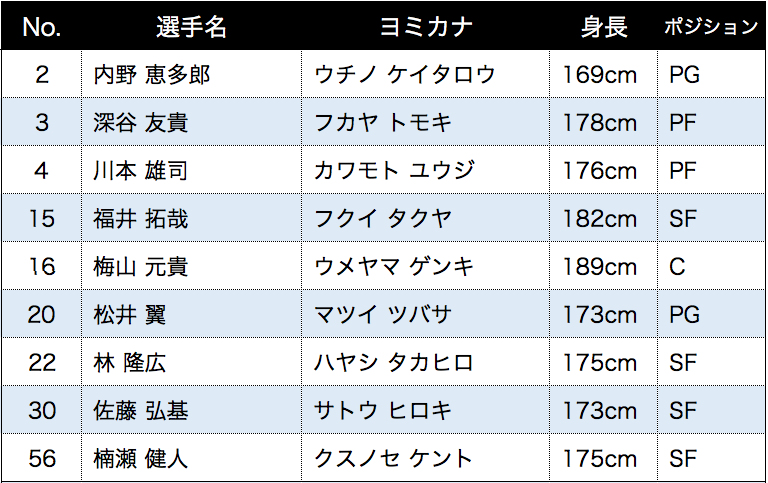 No. 選手名 ヨミカナ 身長 ポジション
2 内野 恵多郎 ウチノ ケイタロウ 169cm PG
3 深谷 友貴 フカヤ トモキ 178cm PF
4 川本 雄司 カワモト ユウジ 176cm PF
15 福井 拓哉 フクイ タクヤ 182cm SF
16 梅山 元貴 ウメヤマ ゲンキ 189cm C
20 松井 翼 マツイ ツバサ 173cm PG
22 林 隆広 ハヤシ タカヒロ 175cm SF
30 佐藤 弘基 サトウ ヒロキ 173cm SF
56 楠瀬 健人 クスノセ ケント 175cm SF